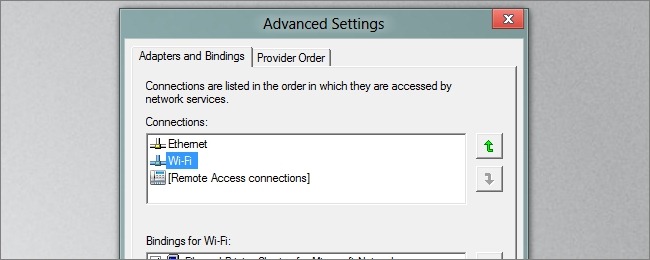 Advanced Settings
Adapters and Bindings
Provider Order
Connections are listed in the order in which they are accessed by
network services.
Connections:
Ethernet
Wi-Fi
[Remote Access connections]
Bindings for Wi-Fi: